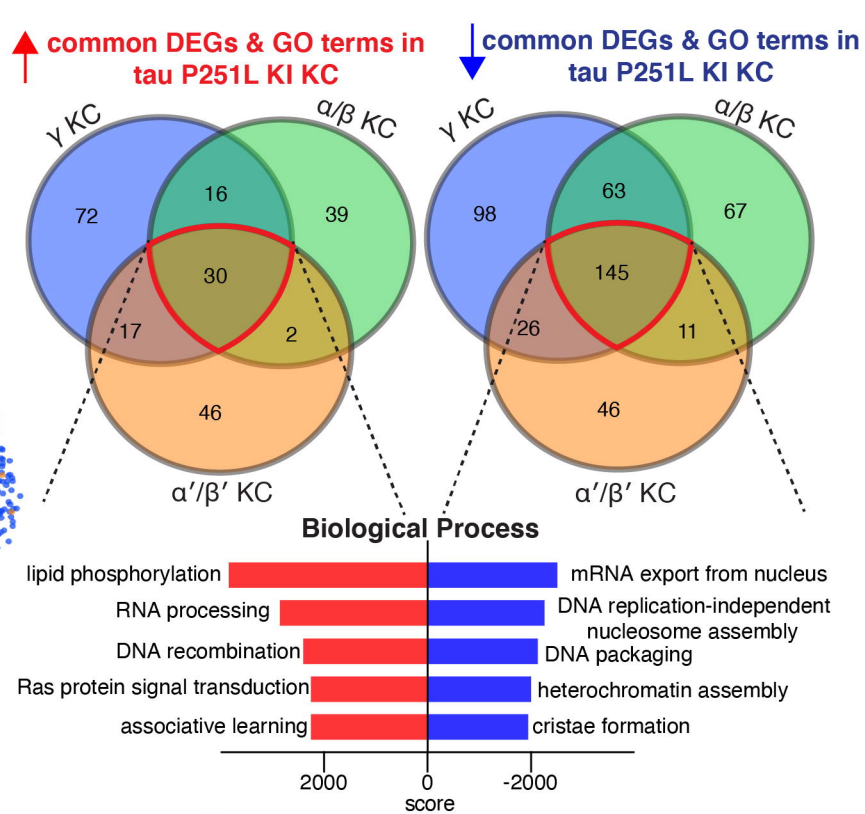 common DEGs & GO terms in
tau P251L KI KC
common DEGs & GO terms in
tau P251L KI KC
γ KC
α/β KC
72
16
39
30
17
2
46
α′/β′ KC
γ KC
α/β KC
98
63
67
145
26
11
46
α′/β′ KC
Biological Process
lipid phosphorylation
mRNA export from nucleus
RNA processing
DNA replication-independent
nucleosome assembly
DNA recombination
DNA packaging
Ras protein signal transduction
heterochromatin assembly
associative learning
cristae formation
2000
0
-2000
score